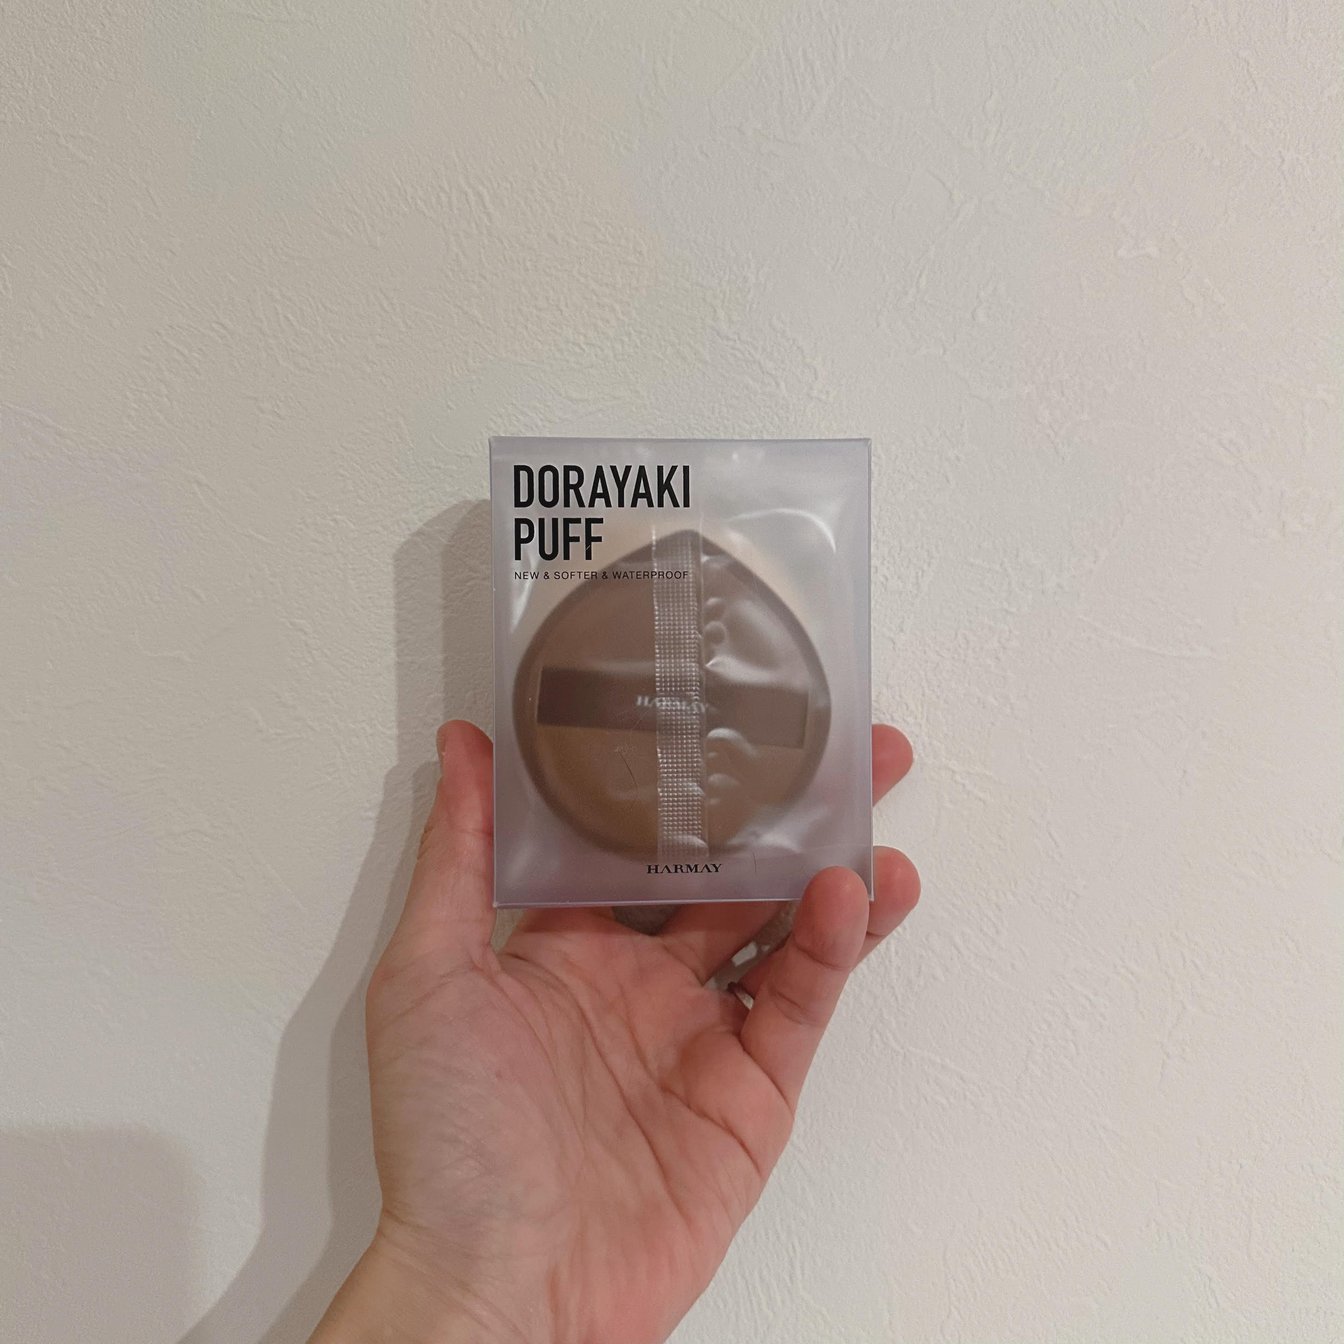 DORAYAKI
PUFF
NEW & SOFTER & WATERPROOF
HARMAY
HARMAY